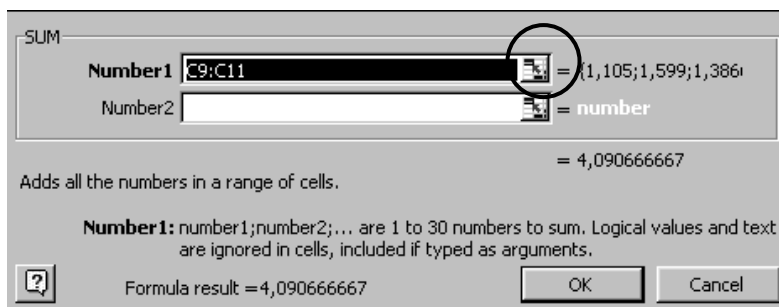 SUM
Number1 C9:C11 = {1,105;1,599;1,386
Number2 = number
= 4,090666667
Adds all the numbers in a range of cells.
Number1: number1;number2;... are 1 to 30 numbers to sum. Logical values and text
are ignored in cells, included if typed as arguments.
? Formula result =4,090666667 OK Cancel